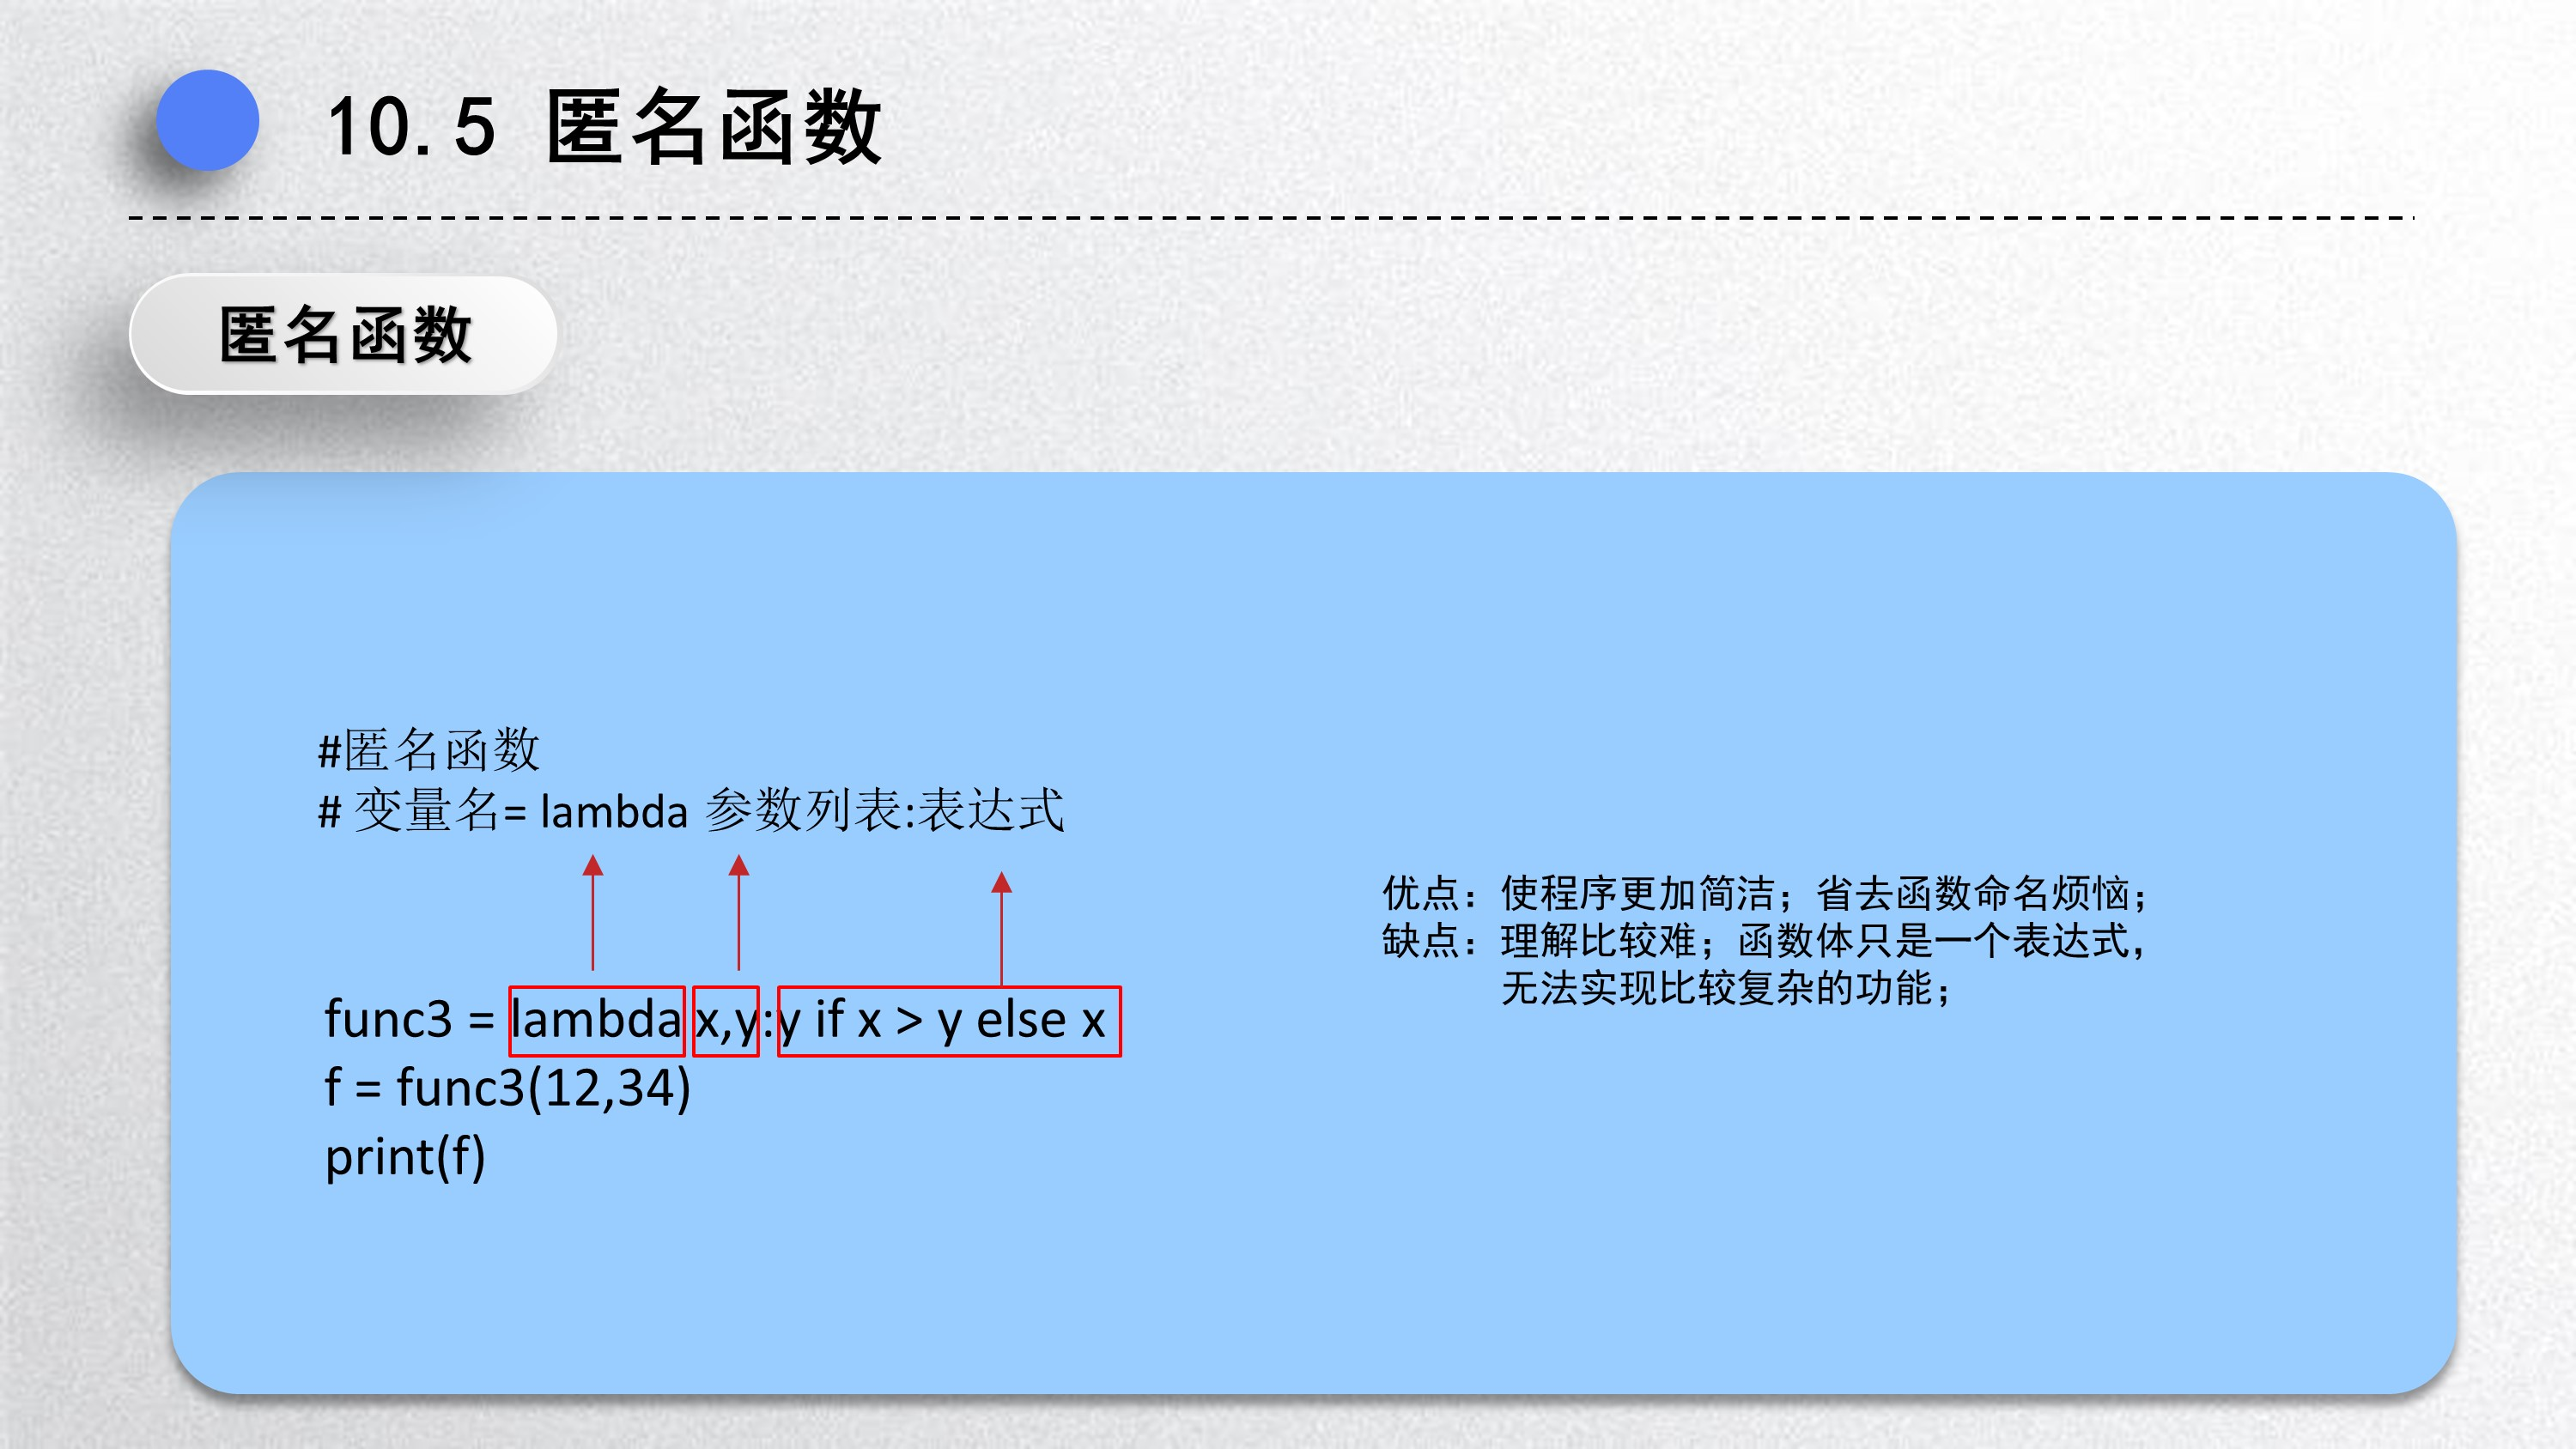 10.5 匿名函数
匿名函数
#匿名函数
# 变量名= lambda 参数列表:表达式
func3 = lambda x,y:y if x > y else x
f = func3(12,34)
print(f)
优点：使程序更加简洁；省去函数命名烦恼；
缺点：理解比较难；函数体只是一个表达式，
无法实现比较复杂的功能；